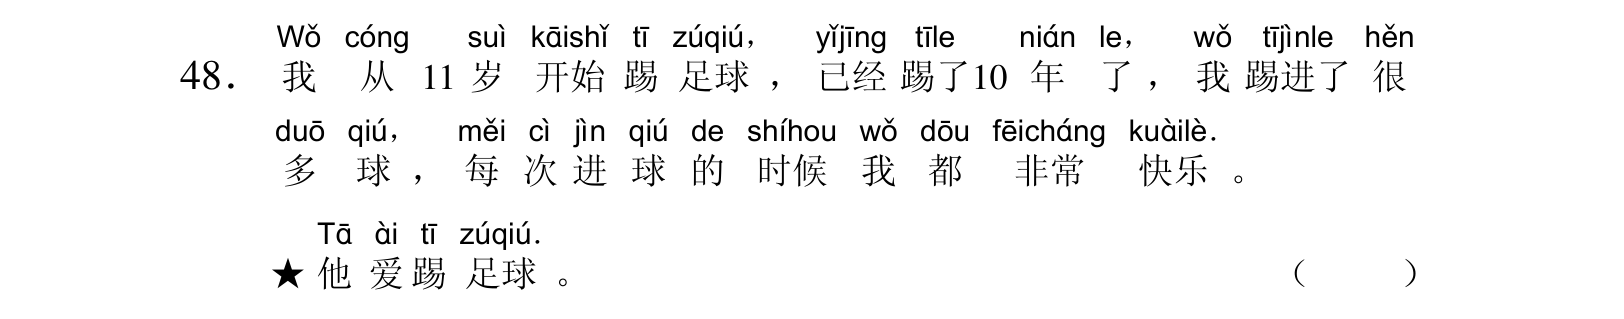 Wǒ cóng suì kāishǐ tī zúqiú, yǐjīng tīle nián le, wǒ tījìnle hěn
48. 我 从 11 岁 开始 踢 足球 ， 已经 踢了10 年 了 ， 我 踢进了 很
duō qiú, měi cì jìn qiú de shíhou wǒ dōu fēicháng kuàilè.
多 球 ， 每 次 进 球 的 时候 我 都 非常 快乐 。
Tā ài tī zúqiú.
★ 他 爱 踢 足球 。 （ ）